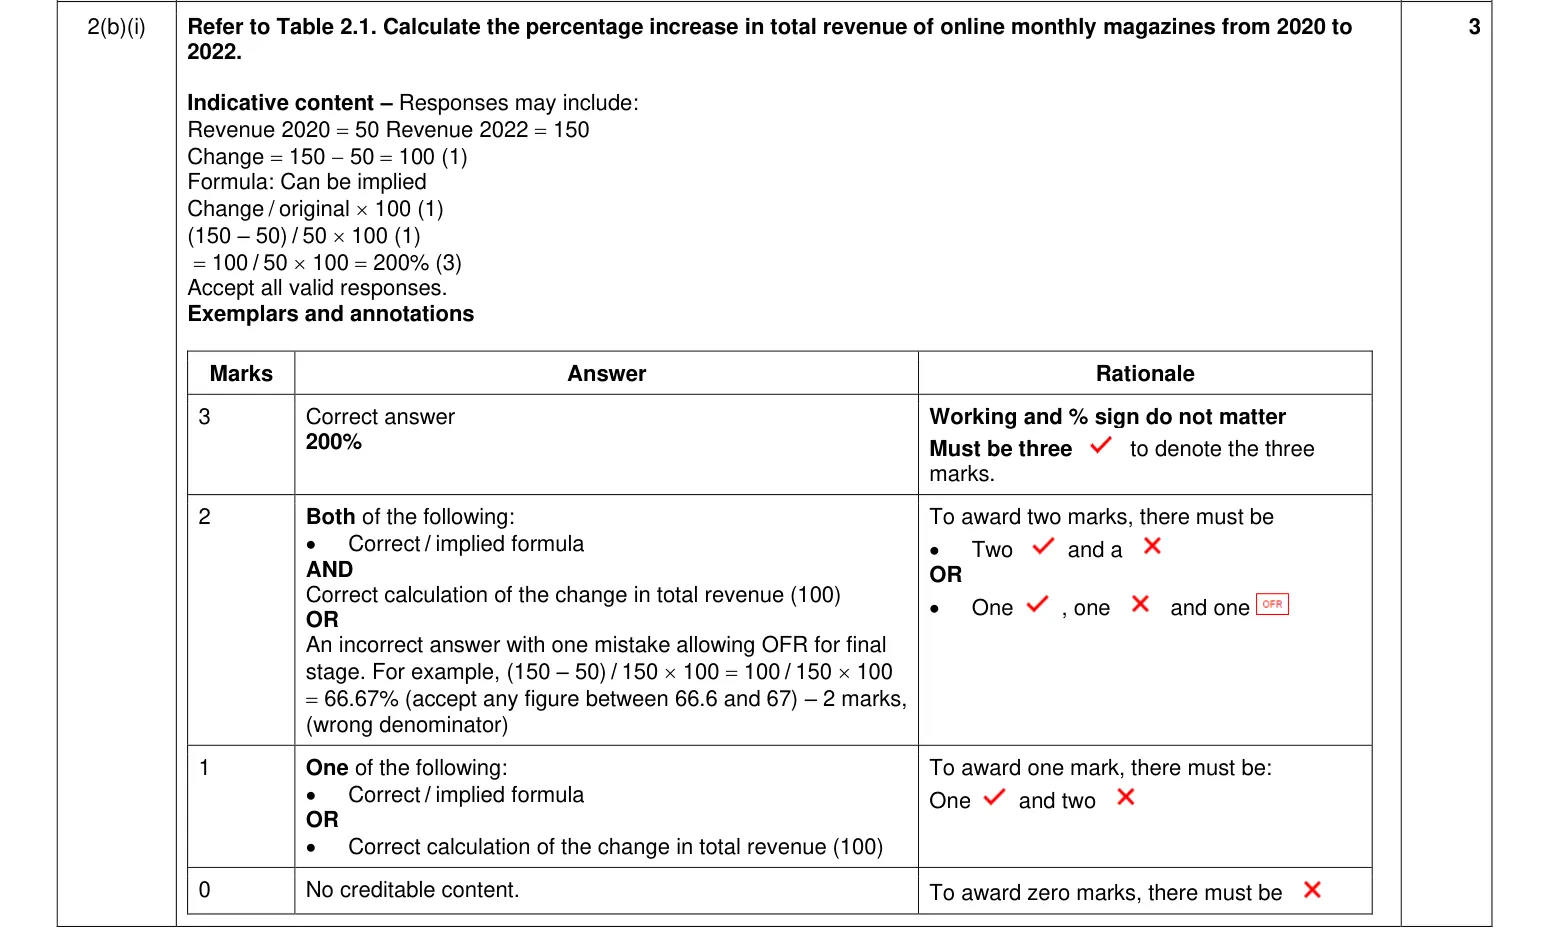 2(b)(i)
Refer to Table 2.1. Calculate the percentage increase in total revenue of online monthly magazines from 2020 to
2022.
3
Indicative content – Responses may include:
Revenue 2020 = 50 Revenue 2022 = 150
Change = 150 − 50 = 100 (1)
Formula: Can be implied
Change / original × 100 (1)
(150 – 50) / 50 × 100 (1)
= 100 / 50 × 100 = 200% (3)
Accept all valid responses.
Exemplars and annotations
Marks
Answer
Rationale
3
Correct answer
200%
Working and % sign do not matter
Must be three ✓ to denote the three
marks.
2
Both of the following:
• Correct / implied formula
AND
Correct calculation of the change in total revenue (100)
OR
An incorrect answer with one mistake allowing OFR for final
stage. For example, (150 – 50) / 150 × 100 = 100 / 150 × 100
= 66.67% (accept any figure between 66.6 and 67) – 2 marks,
(wrong denominator)
To award two marks, there must be
• Two ✓ and a ✕
OR
• One ✓ , one ✕ and one OFR
1
One of the following:
• Correct / implied formula
OR
• Correct calculation of the change in total revenue (100)
To award one mark, there must be:
One ✓ and two ✕
0
No creditable content.
To award zero marks, there must be ✕